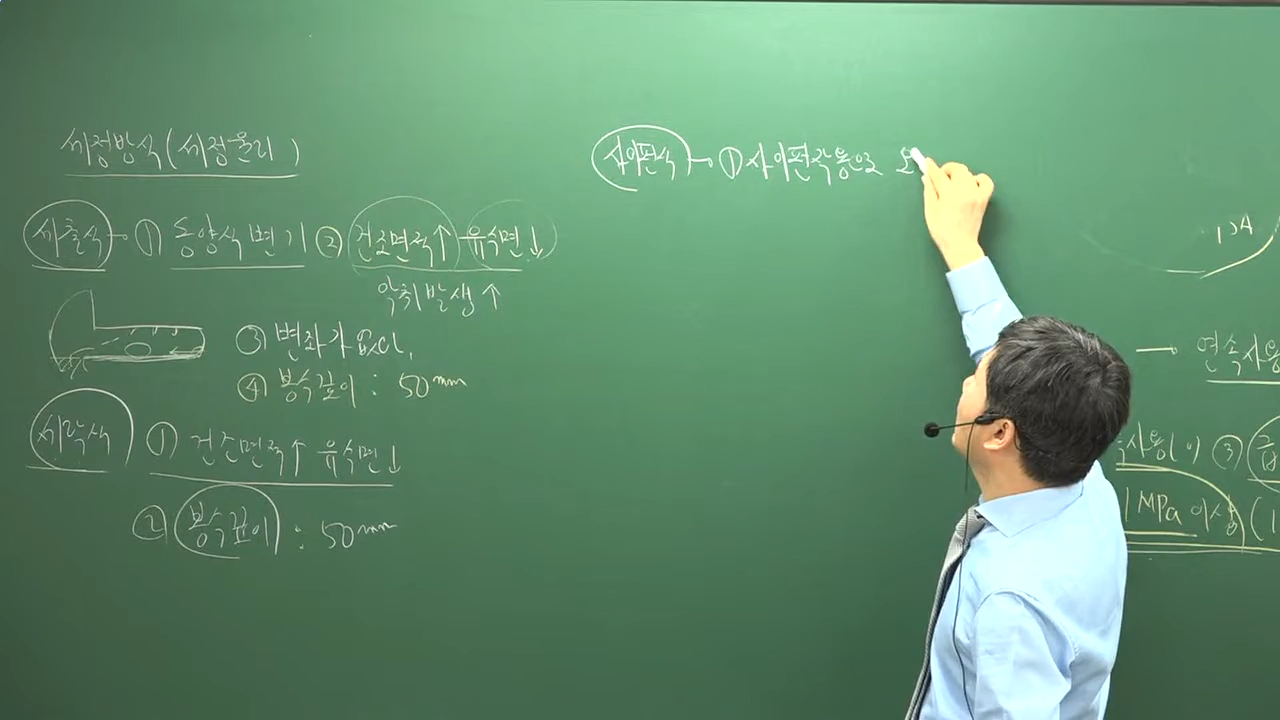 세정방식(세정원리)
세출식 ① 동양식변기 ② 건조면적↑ 유수면↓
악취발생↑
③ 변좌가 없다.
④ 봉수깊이 : 50mm
세락식 ① 건조면적↑ 유수면↓
② 봉수깊이 : 50mm
사이펀식 → ① 사이펀작용으로 오
연속사용
사용(이) ③
1MPa 이상 (1